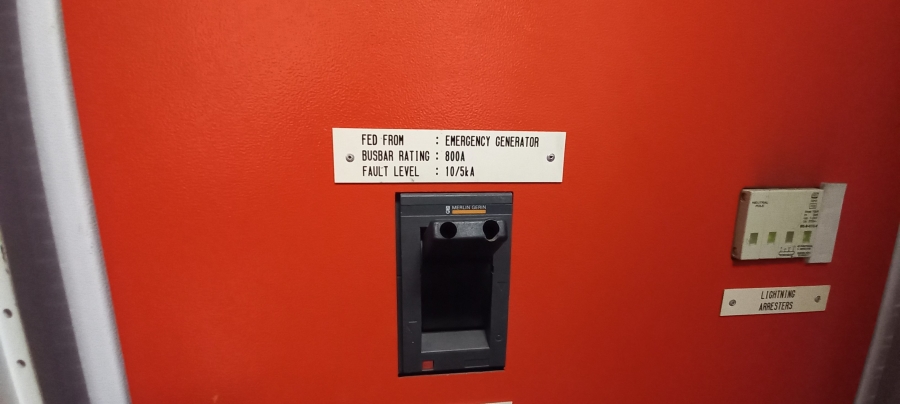 FED FROM : EMERGENCY GENERATOR
BUSBAR RATING : 800A
FAULT LEVEL : 10/5kA
MERLIN GERIN
LIGHTNING
ARRESTERS